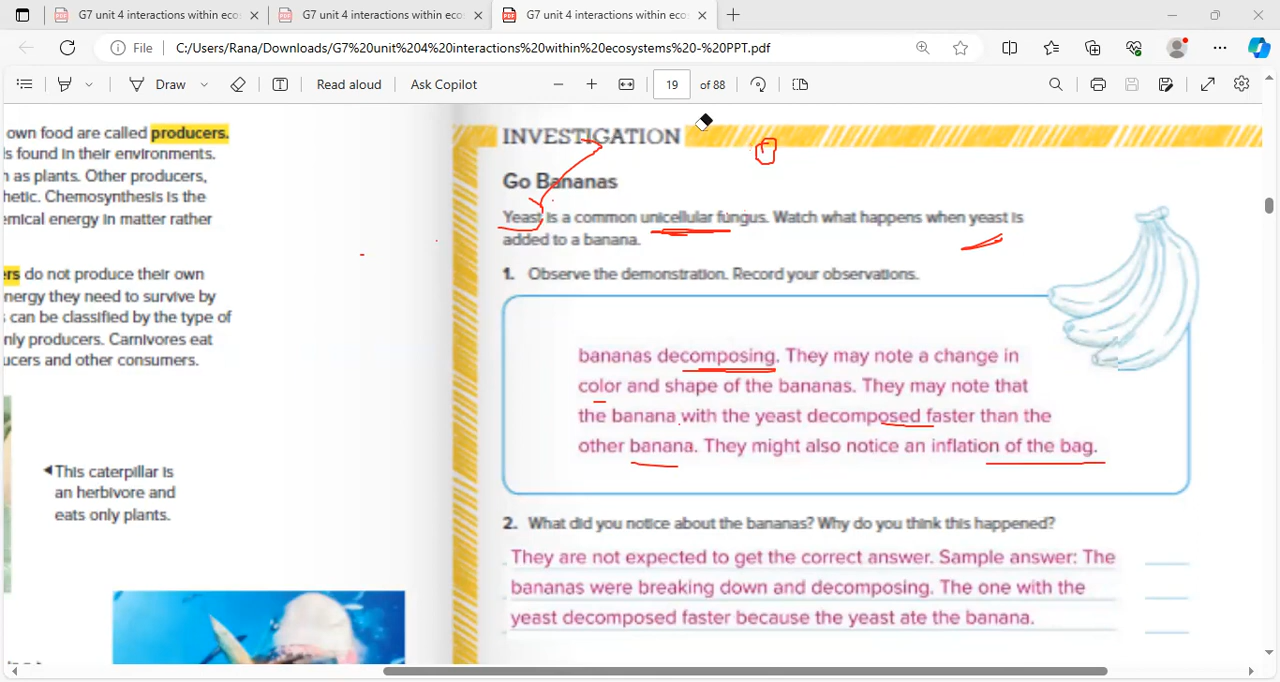 G7 unit 4 interactions within ecos
G7 unit 4 interactions within ecos
G7 unit 4 interactions within ecos
File C:/Users/Rana/Downloads/G7%20unit%204%20interactions%20within%20ecosystems%20-%20PPT.pdf
Draw Read aloud Ask Copilot 19 of 88
own food are called producers.
s found in their environments.
as plants. Other producers,
hetic. Chemosynthesis is the
emical energy in matter rather
ers do not produce their own
nergy they need to survive by
can be classified by the type of
nly producers. Carnivores eat
ucers and other consumers.
This caterpillar is
an herbivore and
eats only plants.
INVESTIGATION
Go Bananas
Yeast is a common unicellular fungus. Watch what happens when yeast is
added to a banana.
1. Observe the demonstration. Record your observations.
bananas decomposing. They may note a change in
color and shape of the bananas. They may note that
the banana with the yeast decomposed faster than the
other banana. They might also notice an inflation of the bag.
2. What did you notice about the bananas? Why do you think this happened?
They are not expected to get the correct answer. Sample answer: The
bananas were breaking down and decomposing. The one with the
yeast decomposed faster because the yeast ate the banana.